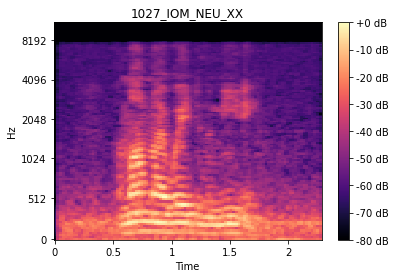 1027_IOM_NEU_XX
+0 dB
8192
-10 dB
4096
-20 dB
-30 dB
2048
-40 dB
Hz
1024
-50 dB
-60 dB
512
-70 dB
0
-80 dB
0 0.5 1 1.5 2
Time